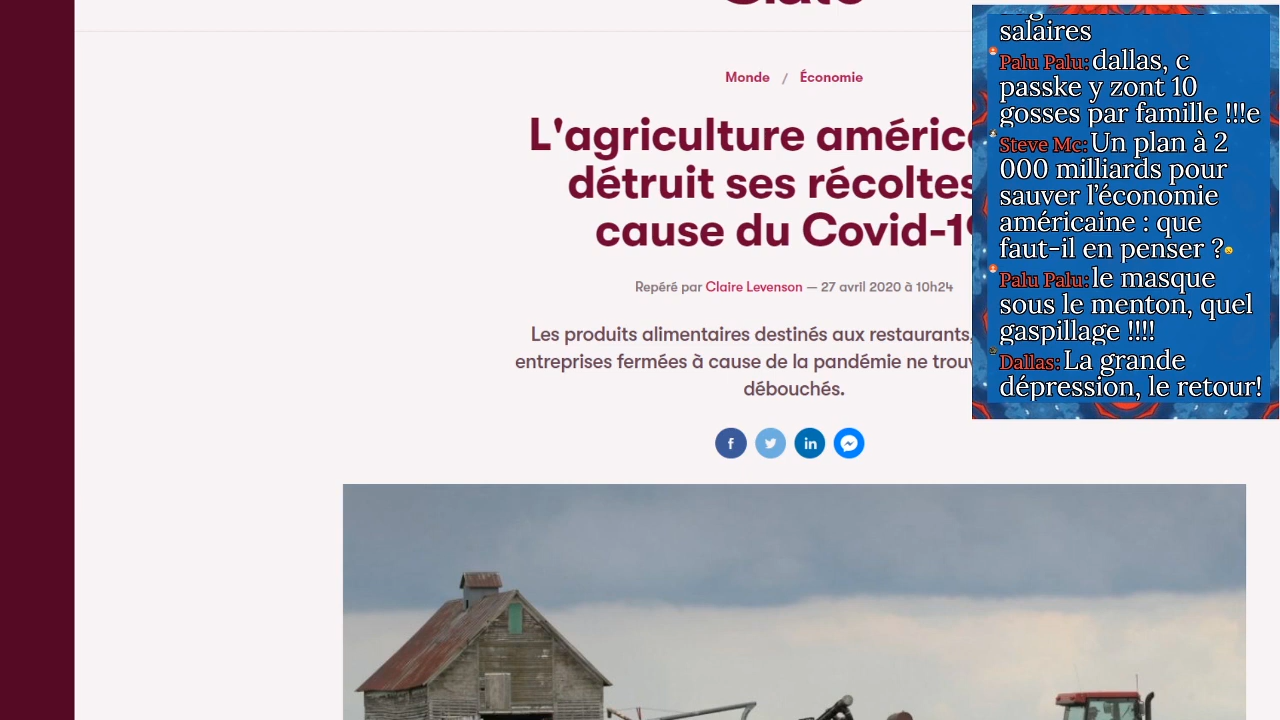 Monde / Économie
L'agriculture améric
détruit ses récoltes
cause du Covid-19
Repéré par Claire Levenson — 27 avril 2020 à 10h24
Les produits alimentaires destinés aux restaurants,
entreprises fermées à cause de la pandémie ne trouv
débouchés.
salaires
Palu Palu: dallas, c
passke y zont 10
gosses par famille !!!e
Steve Mc: Un plan à 2
000 milliards pour
sauver l’économie
américaine : que
faut-il en penser ?
Palu Palu: le masque
sous le menton, quel
gaspillage !!!!
Dallas: La grande
dépression, le retour!